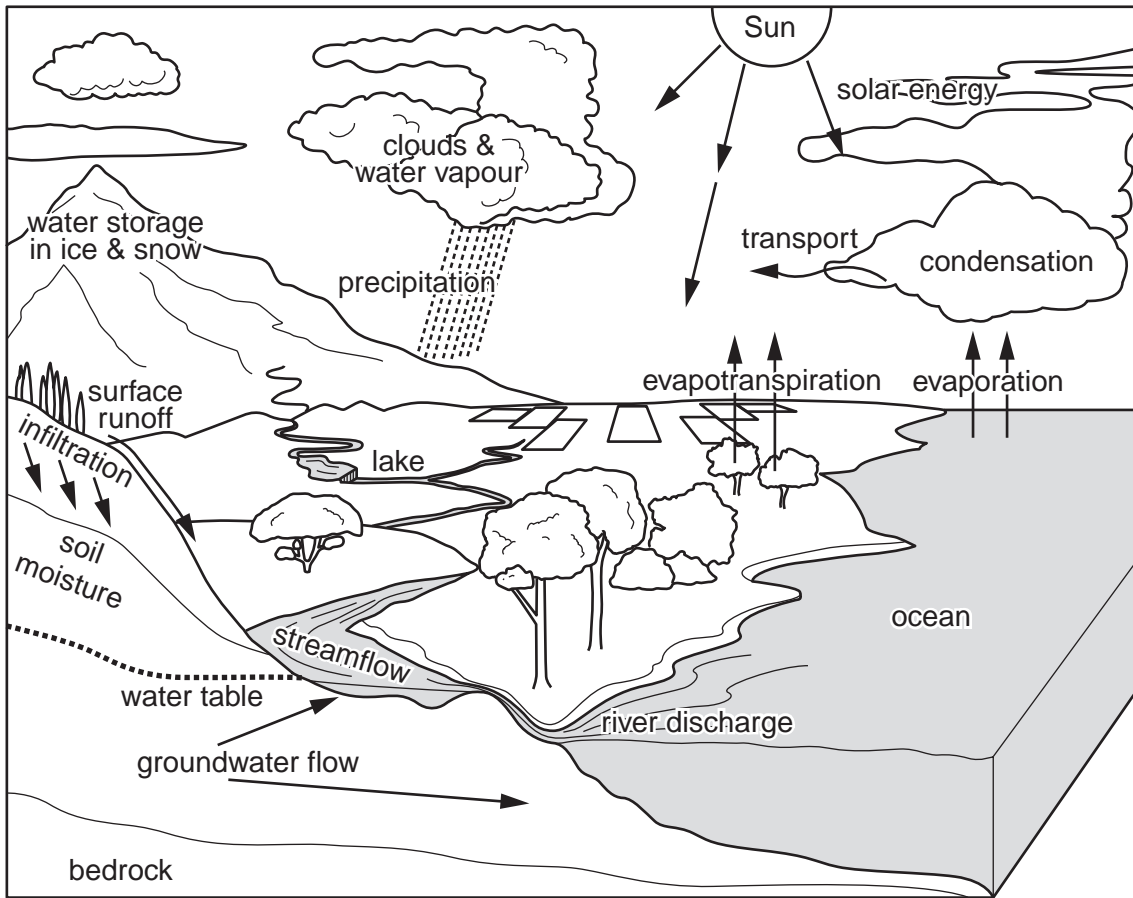 Sun
solar energy
clouds &
water vapour
water storage
in ice & snow
transport
condensation
precipitation
evapotranspiration
evaporation
surface
runoff
infiltration
lake
soil
moisture
ocean
streamflow
water table
river discharge
groundwater flow
bedrock